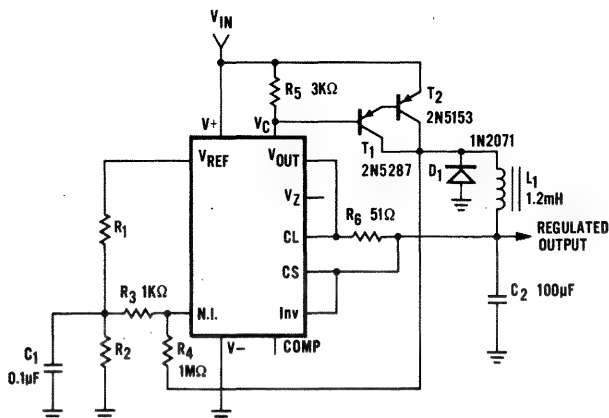 V_IN
R5 3KΩ
T2
2N5153
V+
V_C
T1
2N5287
1N2071
D1
L1
1.2mH
V_REF
V_OUT
V_Z
R1
R6 51Ω
CL
REGULATED
OUTPUT
CS
R3 1KΩ
N.I.
Inv
C2 100µF
C1
0.1µF
R2
R4
1MΩ
V−
COMP